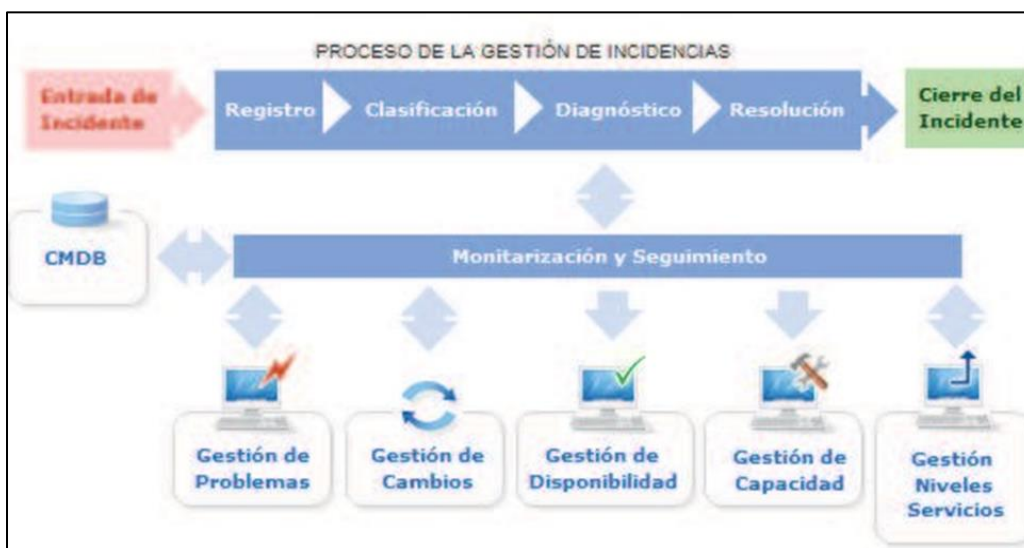 PROCESO DE LA GESTIÓN DE INCIDENCIAS
Entrada de
Incidente
Registro
Clasificación
Diagnóstico
Resolución
Cierre del
Incidente
CMDB
Monitarización y Seguimiento
Gestión de
Problemas
Gestión de
Cambios
Gestión de
Disponibilidad
Gestión de
Capacidad
Gestión
Niveles
Servicios